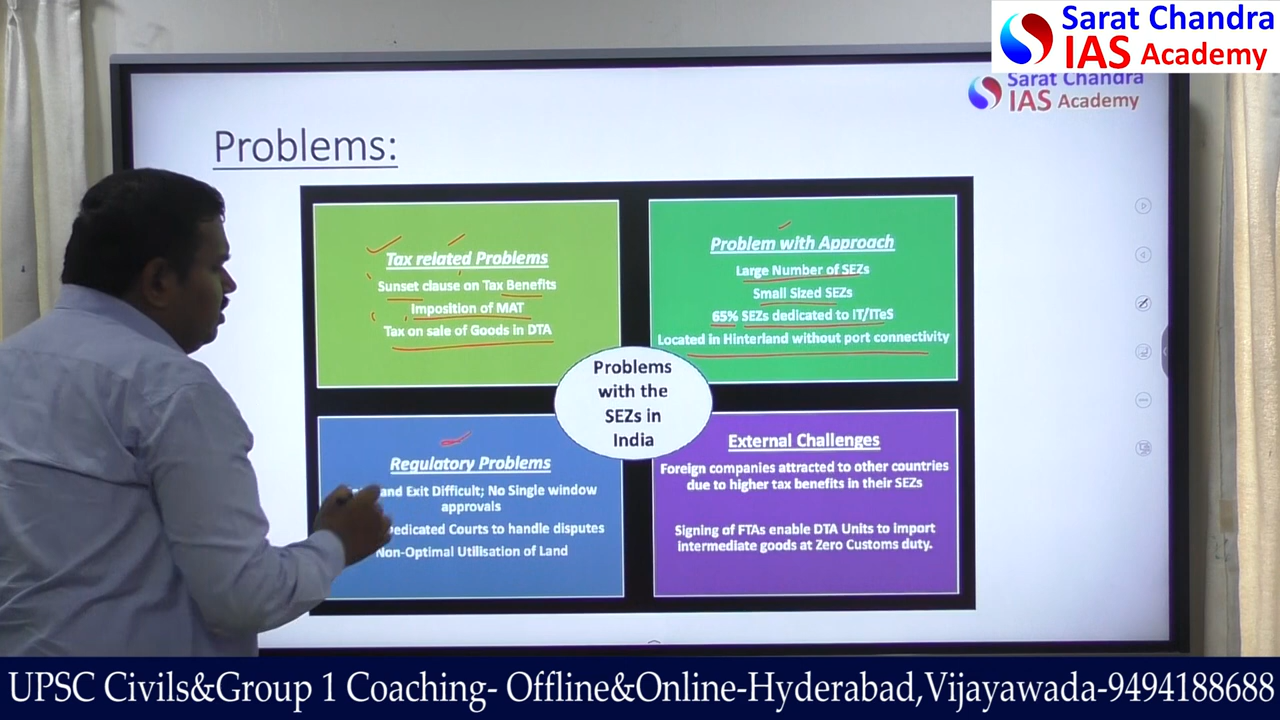 Sarat Chandra
IAS Academy
Sarat Chandra
IAS Academy
Problems:
Tax related Problems
Sunset clause on Tax Benefits
Imposition of MAT
Tax on sale of Goods in DTA
Problem with Approach
Large Number of SEZs
Small Sized SEZs
65% SEZs dedicated to IT/ITeS
Located in Hinterland without port connectivity
Problems
with the
SEZs in
India
Regulatory Problems
and Exit Difficult; No Single window
approvals
Dedicated Courts to handle disputes
Non-Optimal Utilisation of Land
External Challenges
Foreign companies attracted to other countries
due to higher tax benefits in their SEZs
Signing of FTAs enable DTA Units to import
intermediate goods at Zero Customs duty.
UPSC Civils&Group 1 Coaching- Offline&Online-Hyderabad,Vijayawada-9494188688